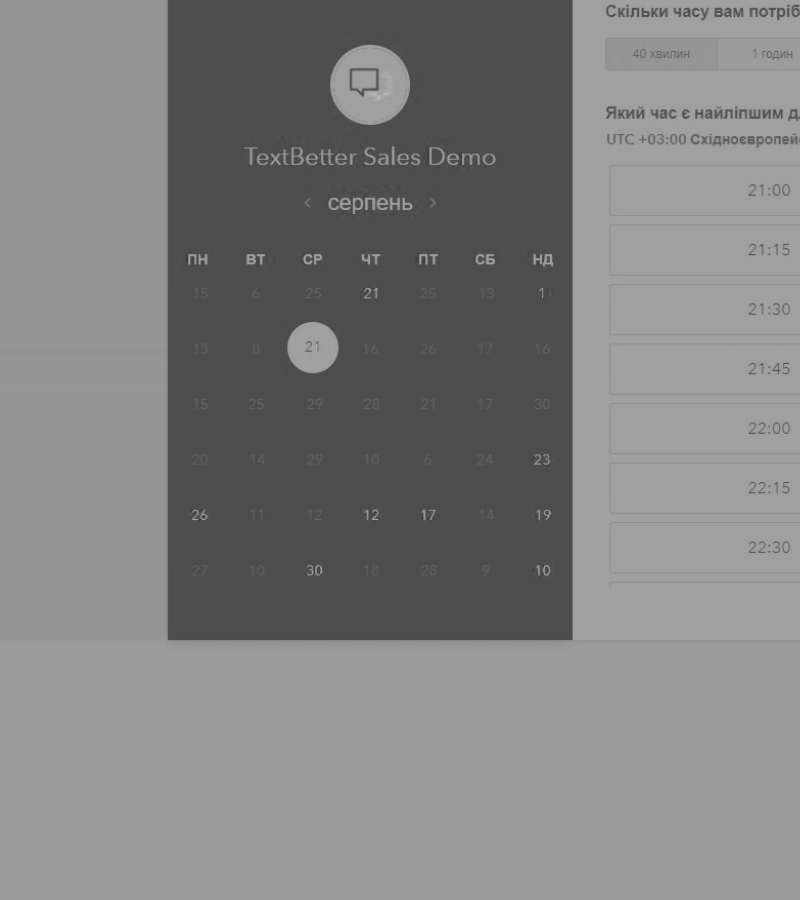 TextBetter Sales Demo
‹ серпень ›
ПН ВТ СР ЧТ ПТ СБ НД
15 6 25 21 25 13 1
13 8 21 16 26 17 16
15 25 29 28 21 17 30
20 14 29 10 6 24 23
26 11 12 12 17 14 19
27 10 30 18 28 9 10
Скільки часу вам потріб
40 хвилин 1 годин
Який час є найліпшим д
UTC +03:00 Східноєвропей
21:00
21:15
21:30
21:45
22:00
22:15
22:30